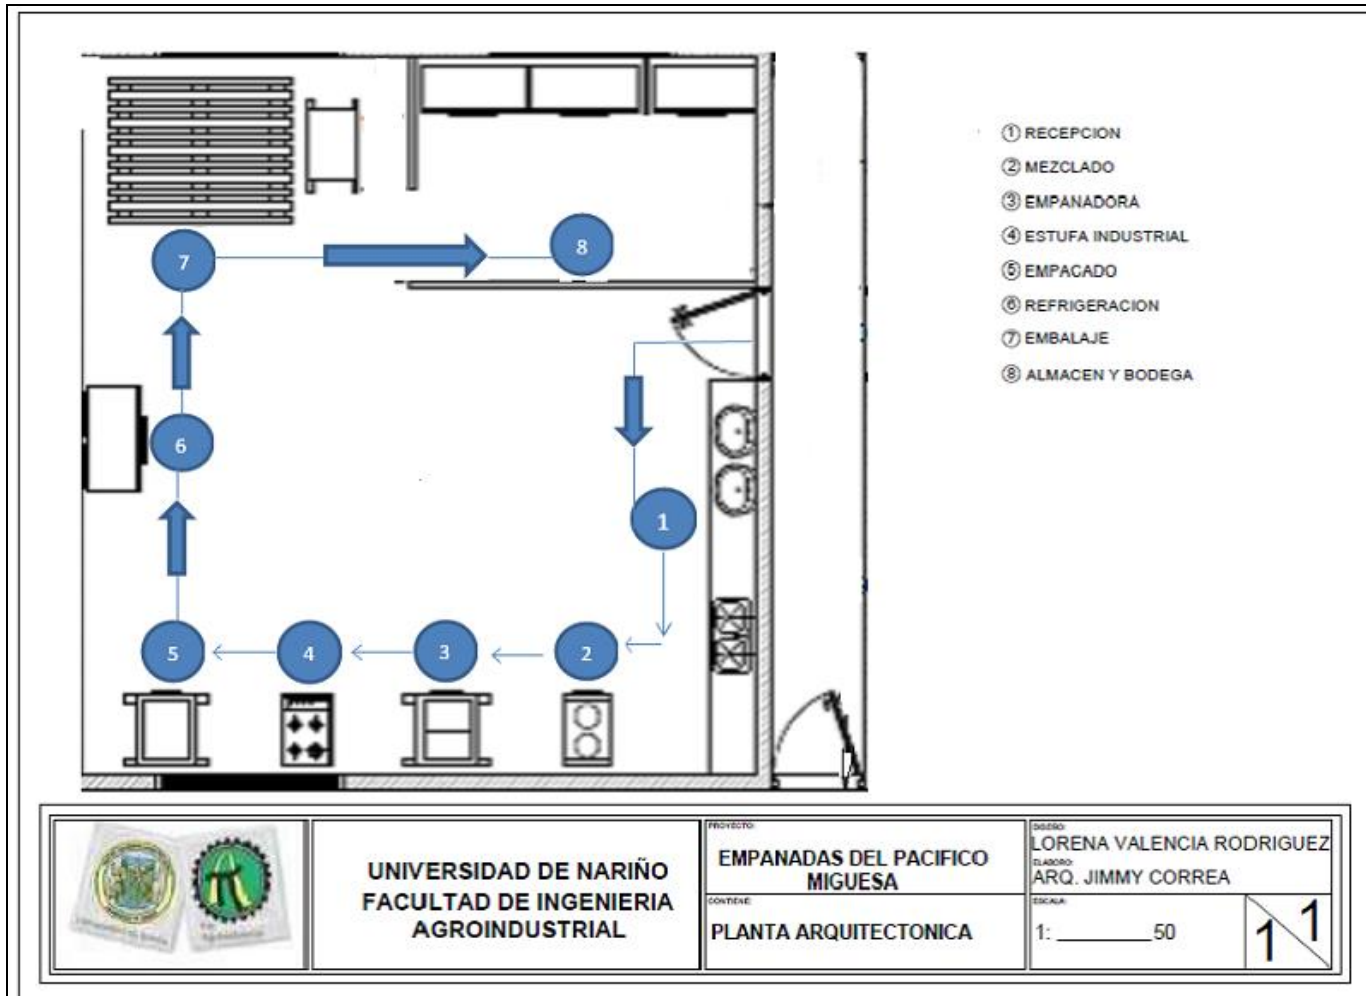 ① RECEPCION
② MEZCLADO
③ EMPANADORA
④ ESTUFA INDUSTRIAL
⑤ EMPACADO
⑥ REFRIGERACION
⑦ EMBALAJE
⑧ ALMACEN Y BODEGA
7
8
6
1
5
4
3
2
UNIVERSIDAD DE NARIÑO
FACULTAD DE INGENIERIA
AGROINDUSTRIAL
PROYECTO:
EMPANADAS DEL PACIFICO
MIGUESA
CONTIENE:
PLANTA ARQUITECTONICA
DISEÑO:
LORENA VALENCIA RODRIGUEZ
ELABORO:
ARQ. JIMMY CORREA
ESCALA:
1: ________ 50
1
1